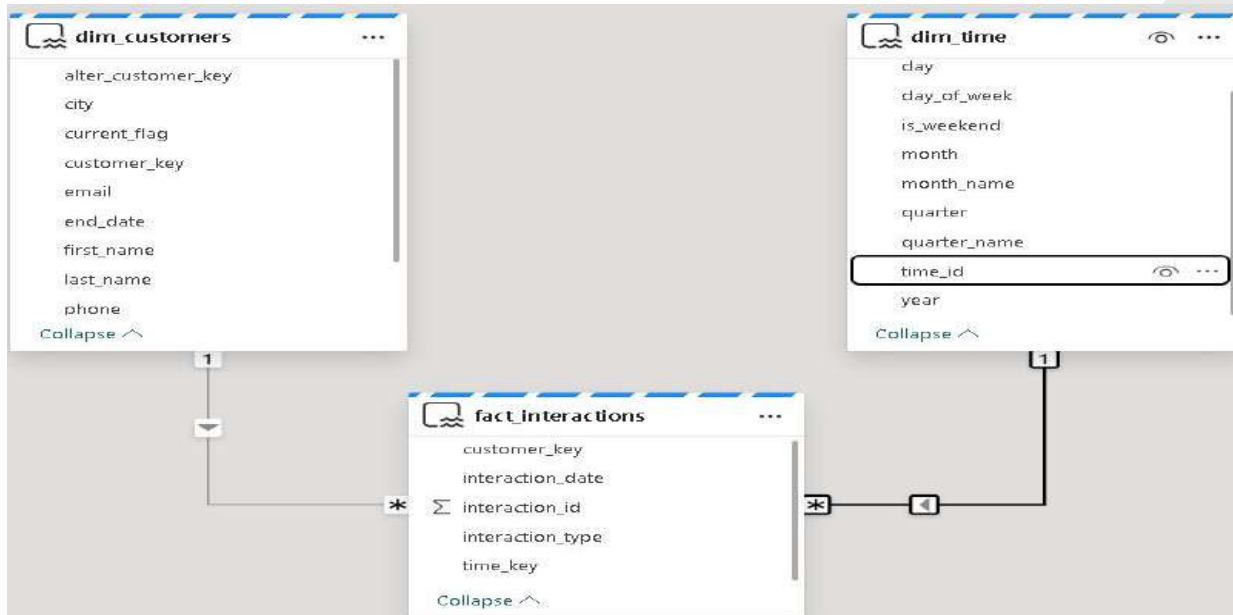 dim_customers ...
alter_customer_key
city
current_flag
customer_key
email
end_date
first_name
last_name
phone
Collapse
1
dim_time ...
day
day_of_week
is_weekend
month
month_name
quarter
quarter_name
time_id ...
year
Collapse
1
fact_interactions ...
customer_key
interaction_date
* Σ interaction_id *
interaction_type
time_key
Collapse